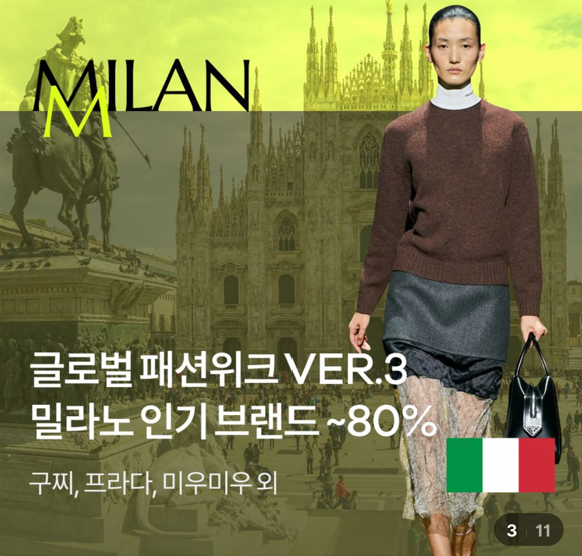 MILAN
M
글로벌 패션위크 VER.3
밀라노 인기 브랜드 ~80%
구찌, 프라다, 미우미우 외
3 | 11